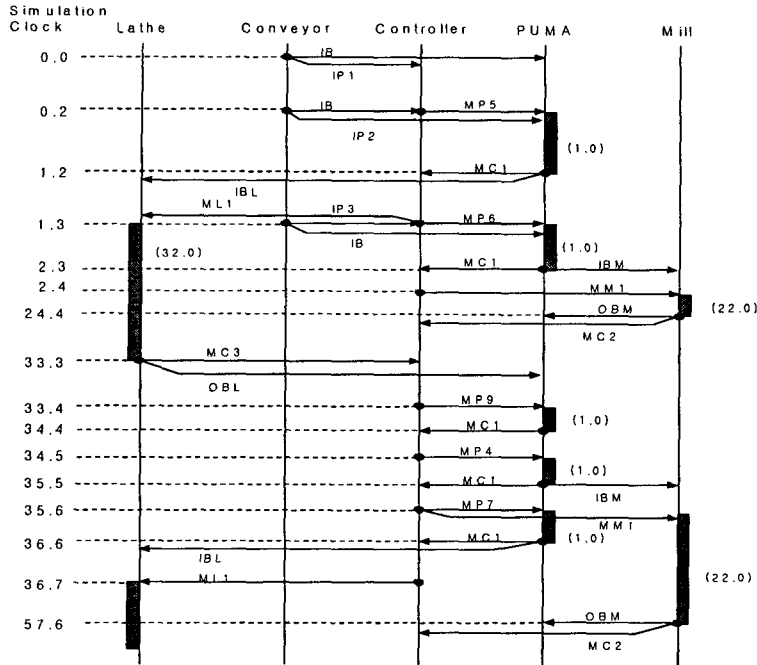 Simulation
Clock Lathe Conveyor Controller PUMA Mill
0.0 IB
IP1
0.2 IB MP5
IP2
(1.0)
1.2 MC1
IBL
ML1 IP3
1.3 MP6
IB
(32.0) (1.0)
2.3 MC1 IBM
2.4 MM1
24.4 OBM (22.0)
MC2
33.3 MC3
OBL
33.4 MP9
(1.0)
34.4 MC1
34.5 MP4
(1.0)
35.5 MC1
IBM
35.6 MP7
MM1
36.6 MC1 (1.0)
IBL
36.7 ML1 (22.0)
57.6 OBM
MC2